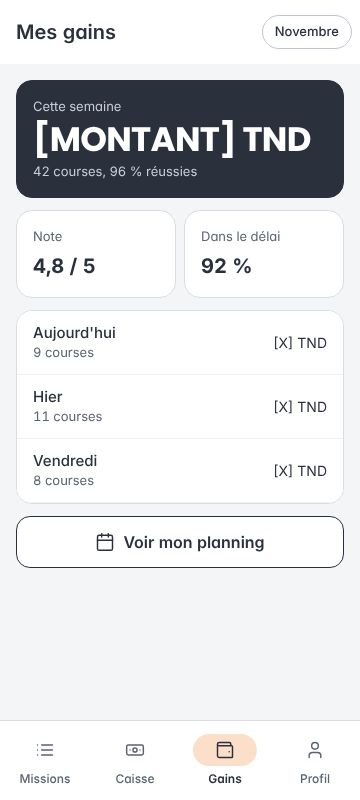 Mes gains
Novembre
Cette semaine
[MONTANT] TND
42 courses, 96 % réussies
Note
4,8 / 5
Dans le délai
92 %
Aujourd'hui
9 courses
[X] TND
Hier
11 courses
[X] TND
Vendredi
8 courses
[X] TND
Voir mon planning
Missions
Caisse
Gains
Profil